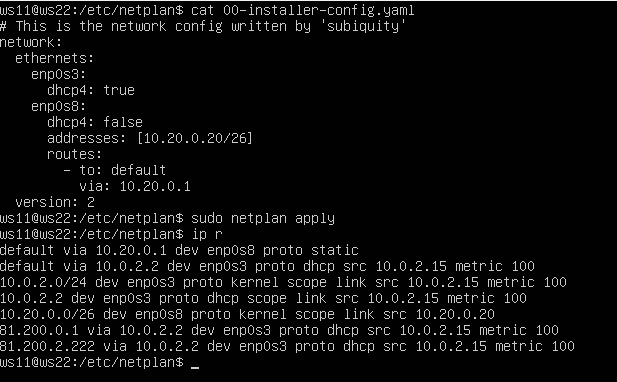 ws11@ws22:/etc/netplan$ cat 00-installer-config.yaml
# This is the network config written by 'subiquity'
network:
  ethernets:
    enp0s3:
      dhcp4: true
    enp0s8:
      dhcp4: false
      addresses: [10.20.0.20/26]
      routes:
        - to: default
          via: 10.20.0.1
  version: 2
ws11@ws22:/etc/netplan$ sudo netplan apply
ws11@ws22:/etc/netplan$ ip r
default via 10.20.0.1 dev enp0s8 proto static
default via 10.0.2.2 dev enp0s3 proto dhcp src 10.0.2.15 metric 100
10.0.2.0/24 dev enp0s3 proto kernel scope link src 10.0.2.15 metric 100
10.0.2.2 dev enp0s3 proto dhcp scope link src 10.0.2.15 metric 100
10.20.0.0/26 dev enp0s8 proto kernel scope link src 10.20.0.20
81.200.0.1 via 10.0.2.2 dev enp0s3 proto dhcp src 10.0.2.15 metric 100
81.200.2.222 via 10.0.2.2 dev enp0s3 proto dhcp src 10.0.2.15 metric 100
ws11@ws22:/etc/netplan$ _